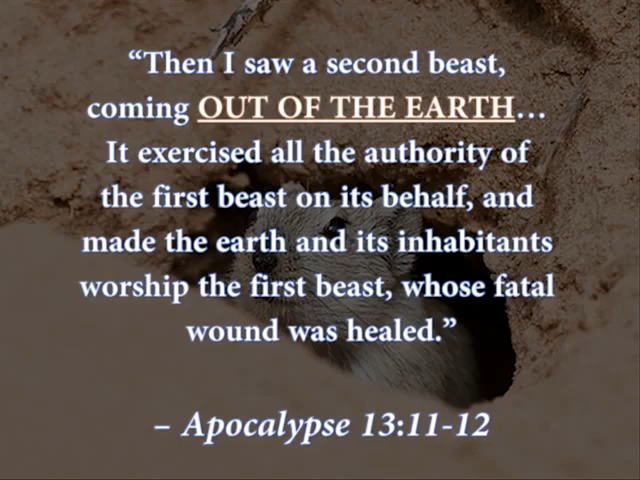 “Then I saw a second beast,
coming OUT OF THE EARTH…
It exercised all the authority of
the first beast on its behalf, and
made the earth and its inhabitants
worship the first beast, whose fatal
wound was healed.”
– Apocalypse 13:11-12